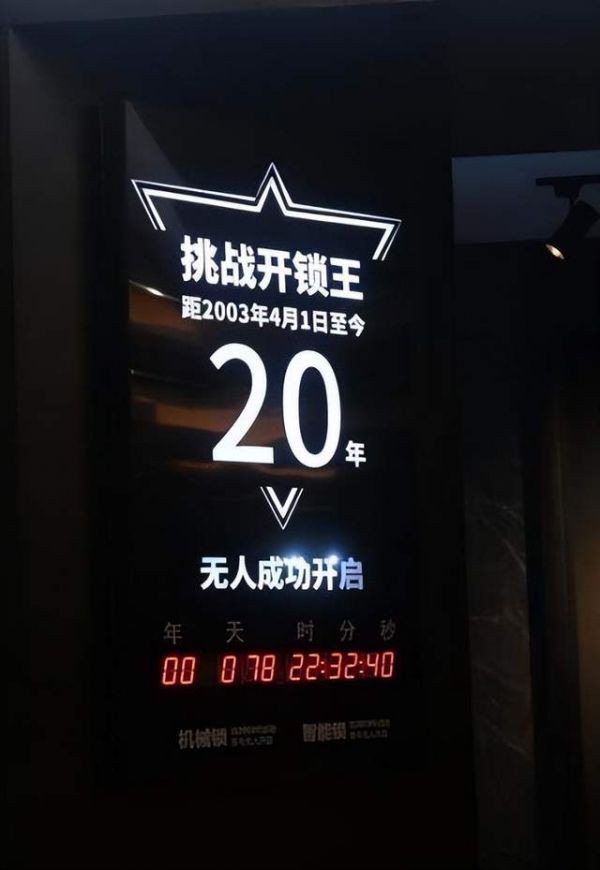 挑战开锁王
距2003年4月1日至今
20年
无人成功开启
年 天 时 分 秒
00 078 22:32:40
机械锁 智能锁